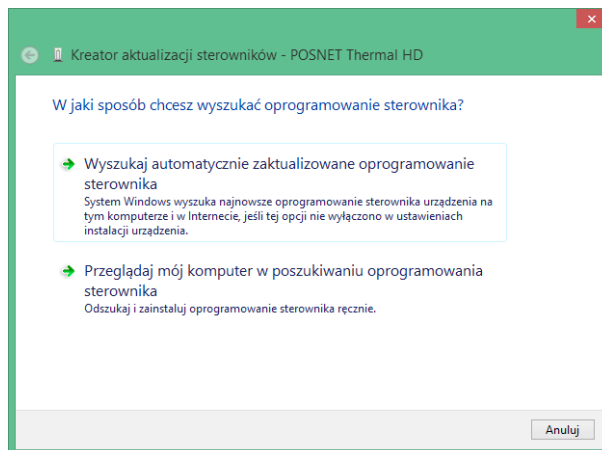 Kreator aktualizacji sterowników - POSNET Thermal HD
W jaki sposób chcesz wyszukać oprogramowanie sterownika?
Wyszukaj automatycznie zaktualizowane oprogramowanie
sterownika
System Windows wyszuka najnowsze oprogramowanie sterownika urządzenia na
tym komputerze i w Internecie, jeśli tej opcji nie wyłączono w ustawieniach
instalacji urządzenia.
Przeglądaj mój komputer w poszukiwaniu oprogramowania
sterownika
Odszukaj i zainstaluj oprogramowanie sterownika ręcznie.
Anuluj